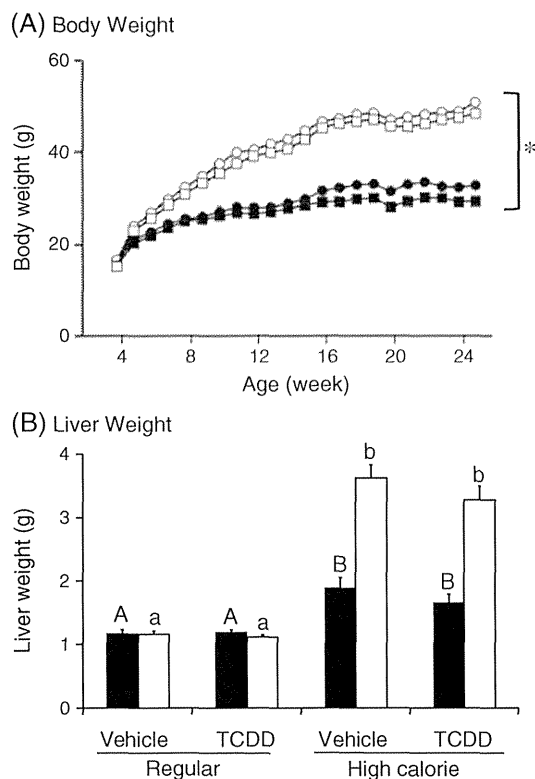 (A) Body Weight
60
40
20
0
Body weight (g)
*
4 8 12 16 20 24
Age (week)
(B) Liver Weight
4
3
2
1
0
Liver weight (g)
A a A a B b B b
Vehicle TCDD Vehicle TCDD
Regular High calorie